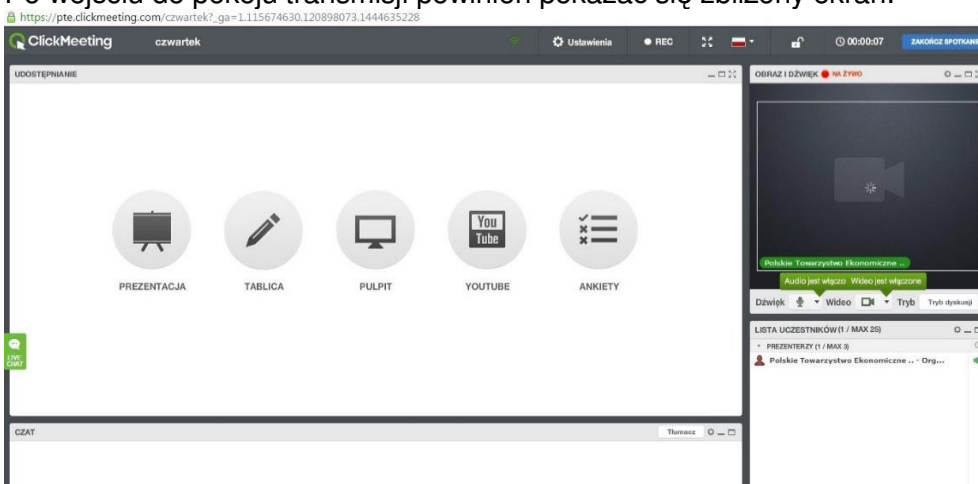 Po wejściu do pokoju transmisji powinien pokazać się zbliżony ekran.
https://pte.clickmeeting.com/czwartek?_ga=1.115674630.120898073.1444635228
ClickMeeting czwartek Ustawienia REC 00:00:07 ZAKOŃCZ SPOTKANIE
UDOSTĘPNIANIE
PREZENTACJA TABLICA PULPIT YOUTUBE ANKIETY
You
Tube
LIVE
CHAT
CZAT Tłumacz
OBRAZ I DŹWIĘK NA ŻYWO
Polskie Towarzystwo Ekonomiczne ..
Audio jest włączo Wideo jest włączone
Dźwięk Wideo Tryb Tryb dyskusji
LISTA UCZESTNIKÓW (1 / MAX 25)
PREZENTERZY (1 / MAX 3)
Polskie Towarzystwo Ekonomiczne .. - Org...